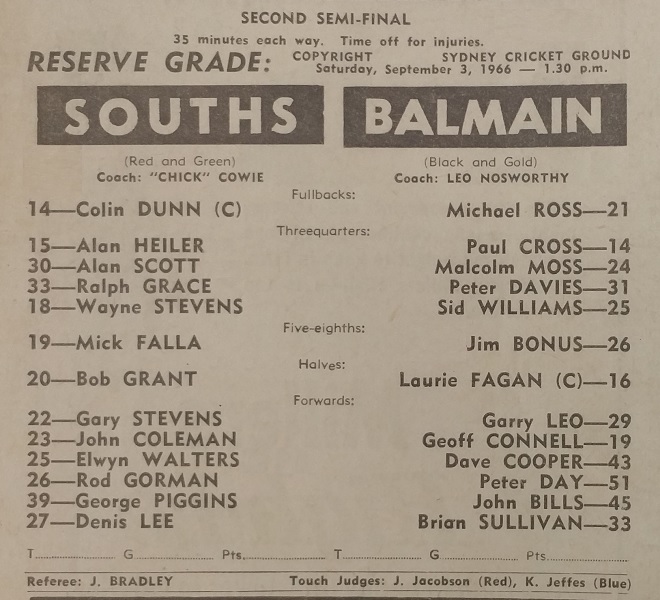 SECOND SEMI-FINAL
35 minutes each way. Time off for injuries.
RESERVE GRADE: COPYRIGHT SYDNEY CRICKET GROUND
Saturday, September 3, 1966 — 1.30 p.m.
SOUTHS BALMAIN
(Red and Green) (Black and Gold)
Coach: "CHICK" COWIE Coach: LEO NOSWORTHY
Fullbacks:
14—Colin DUNN (C) Michael ROSS—21
Threequarters:
15—Alan HEILER Paul CROSS—14
30—Alan SCOTT Malcolm MOSS—24
33—Ralph GRACE Peter DAVIES—31
18—Wayne STEVENS Sid WILLIAMS—25
Five-eighths:
19—Mick FALLA Jim BONUS—26
Halves:
20—Bob GRANT Laurie FAGAN (C)—16
Forwards:
22—Gary STEVENS Garry LEO—29
23—John COLEMAN Geoff CONNELL—19
25—Elwyn WALTERS Dave COOPER—43
26—Rod GORMAN Peter DAY—51
39—George PIGGINS John BILLS—45
27—Denis LEE Brian SULLIVAN—33
T.................... G.................... Pts.................... T.................... G.................... Pts....................
Referee: J. BRADLEY Touch Judges: J. Jacobson (Red), K. Jeffes (Blue)